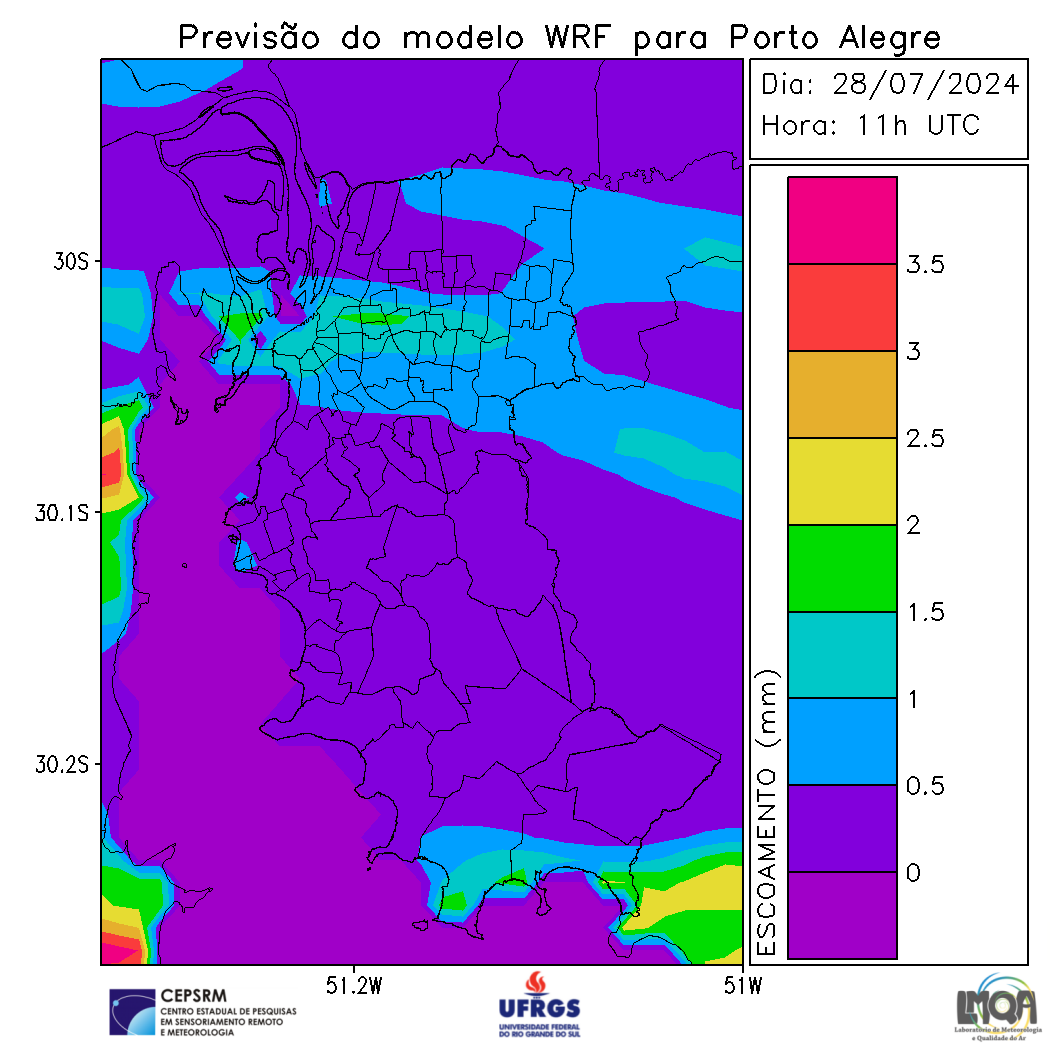 Previsão do modelo WRF para Porto Alegre
Dia: 28/07/2024
Hora: 11h UTC
30S
30.1S
30.2S
51.2W
51W
3.5
3
2.5
2
1.5
1
0.5
0
ESCOAMENTO (mm)
CEPSRM
CENTRO ESTADUAL DE PESQUISAS
EM SENSORIAMENTO REMOTO
E METEOROLOGIA
UFRGS
UNIVERSIDADE FEDERAL
DO RIO GRANDE DO SUL
LMQA
Laboratório de Meteorologia
e Qualidade do Ar